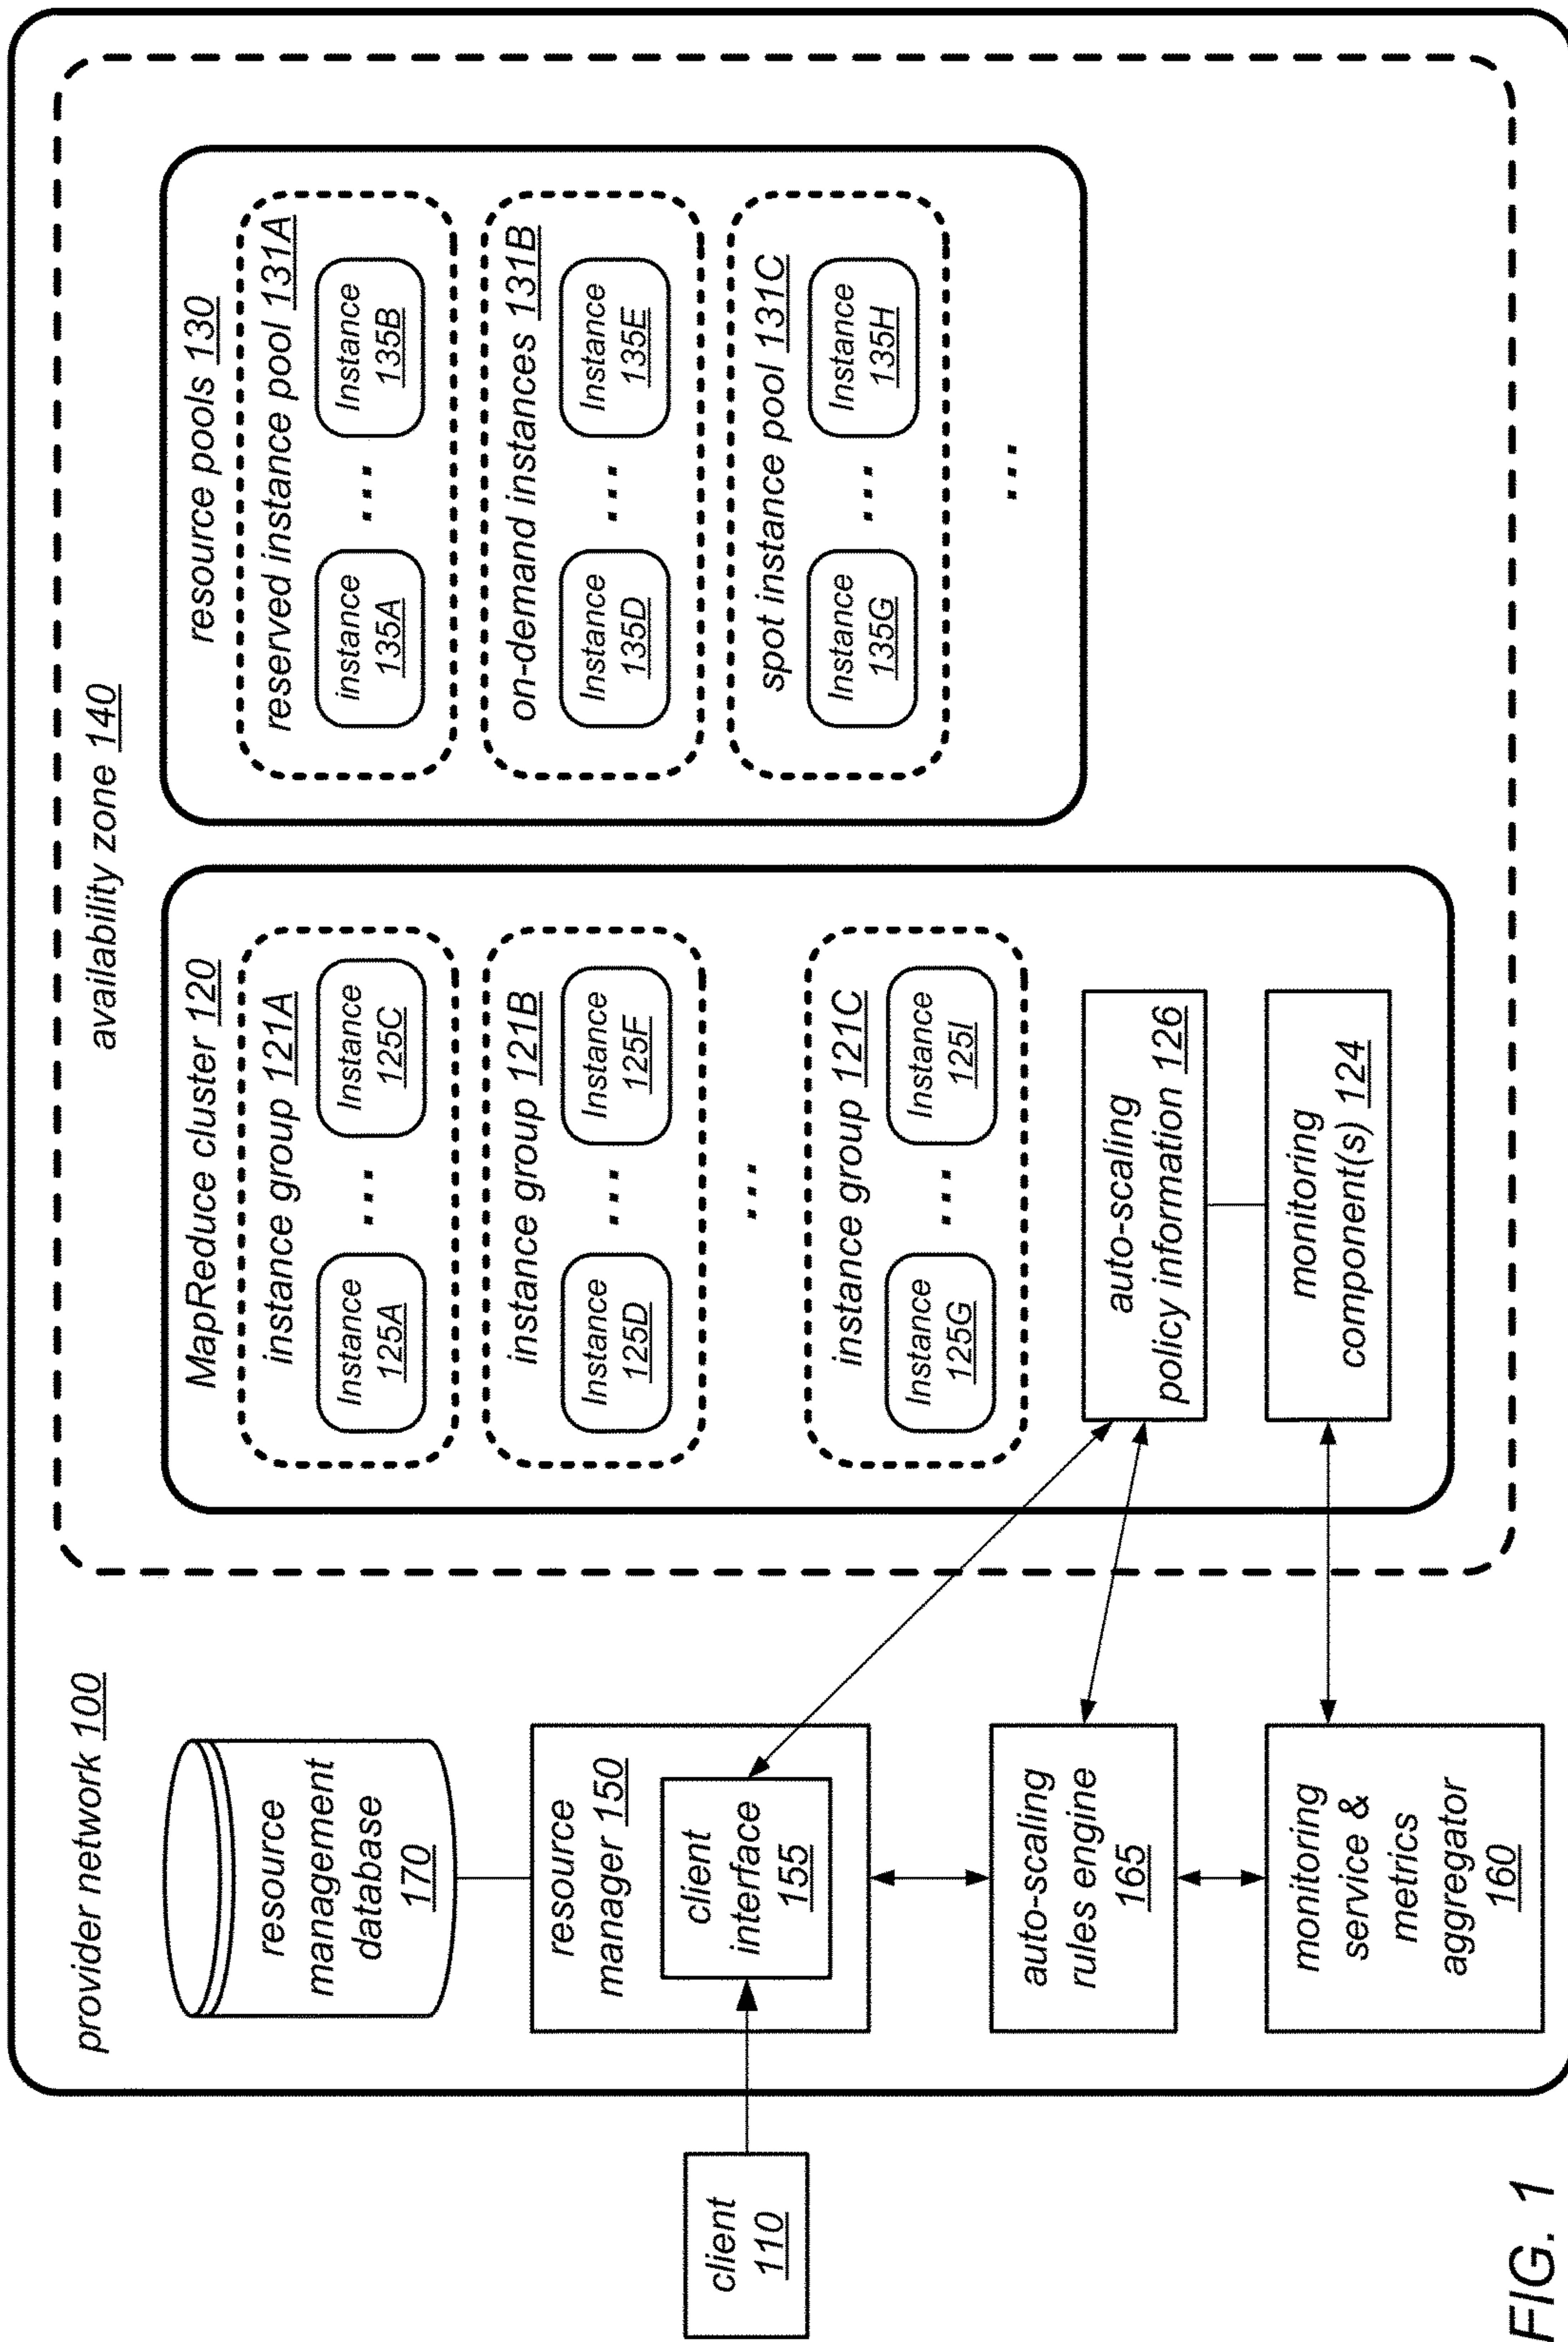 provider network 100
availability zone 140
resource
management
database
170
resource
manager 150
client
interface
155
client
110
auto-scaling
rules engine
165
monitoring
service &
metrics
aggregator
160
MapReduce cluster 120
instance group 121A
Instance
125A
...
Instance
125C
instance group 121B
Instance
125D
...
Instance
125F
...
instance group 121C
Instance
125G
...
Instance
125I
auto-scaling
policy information 126
monitoring
component(s) 124
resource pools 130
reserved instance pool 131A
instance
135A
...
Instance
135B
on-demand instances 131B
Instance
135D
...
Instance
135E
spot instance pool 131C
Instance
135G
...
Instance
135H
...
FIG. 1